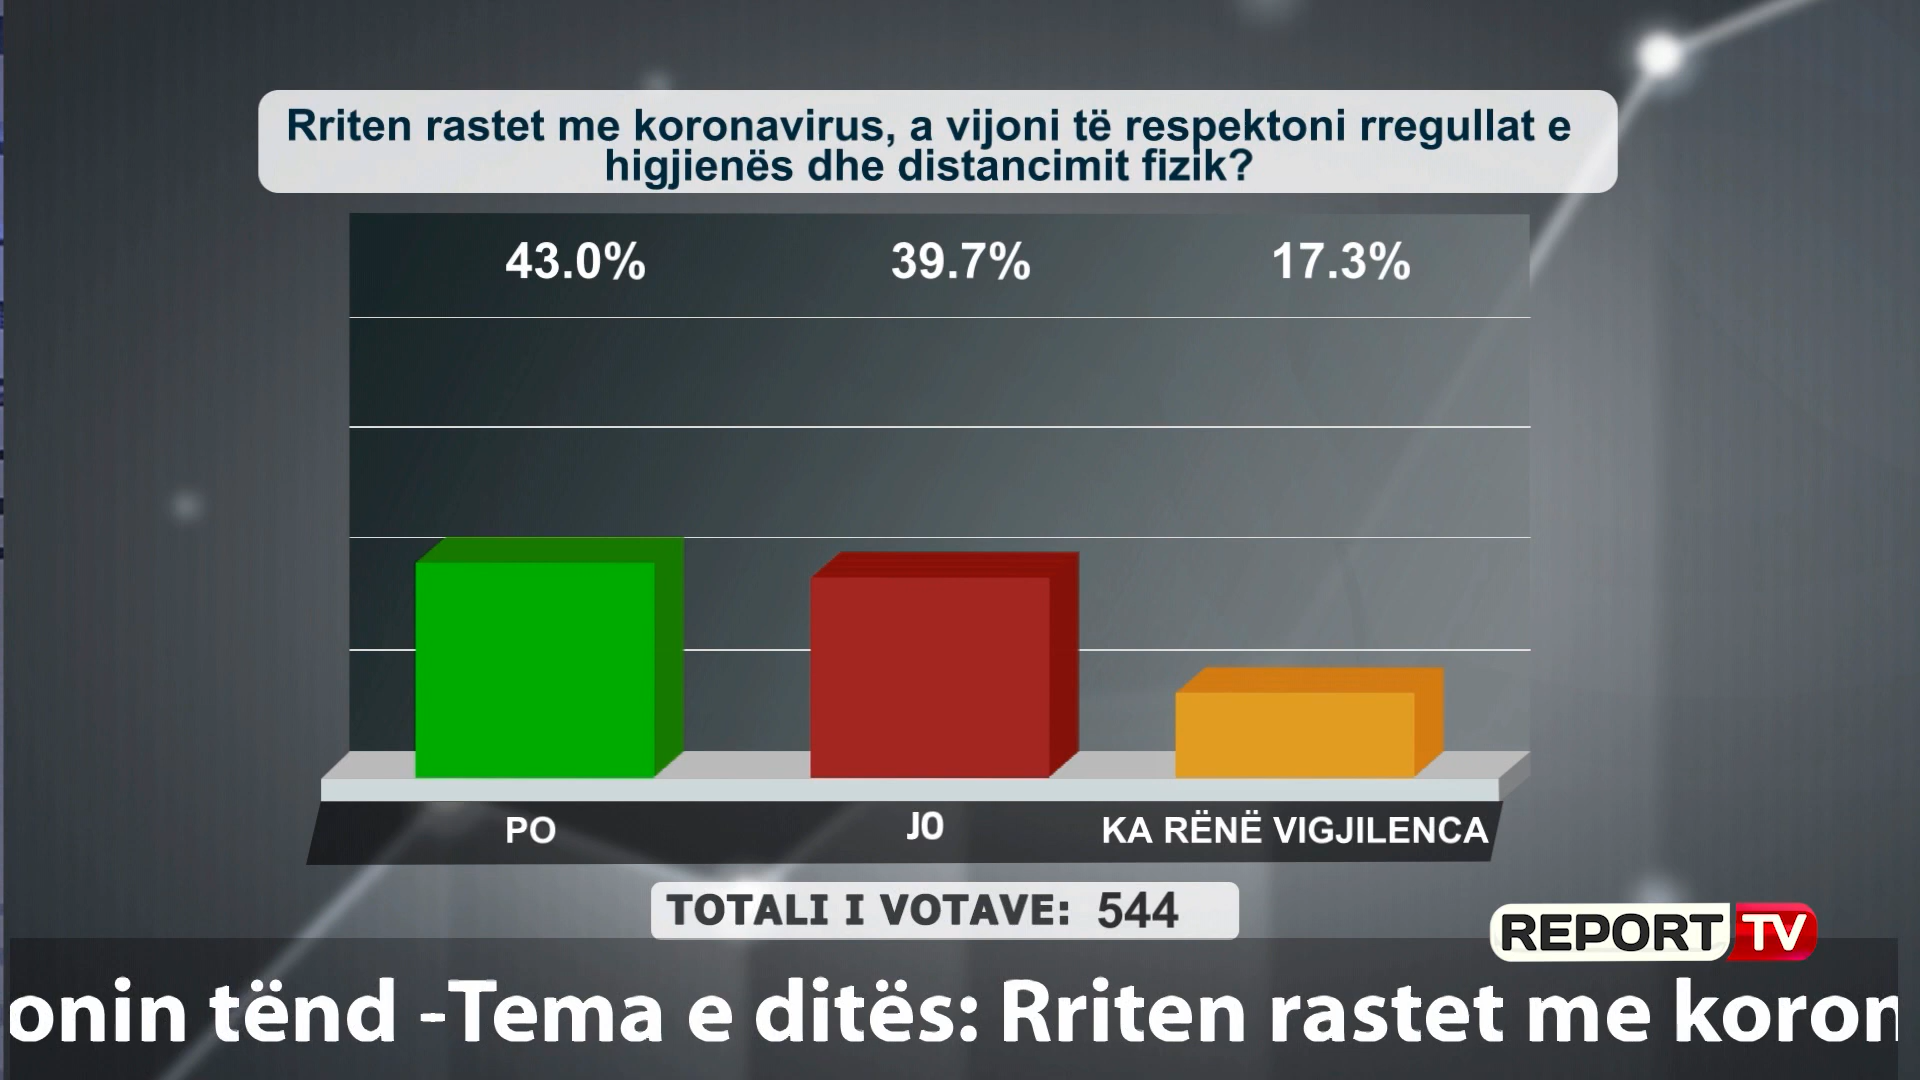 Rriten rastet me koronavirus, a vijoni të respektoni rregullat e
higjienës dhe distancimit fizik?
43.0% 39.7% 17.3%
PO JO KA RËNË VIGJILENCA
TOTALI I VOTAVE: 544
REPORT TV
onin tënd -Tema e ditës: Rriten rastet me koron